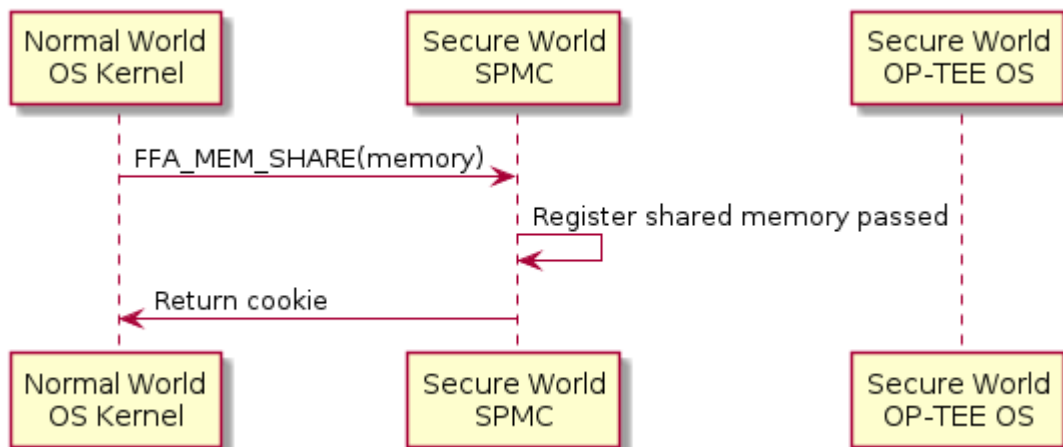 Normal World
OS Kernel
Secure World
SPMC
Secure World
OP-TEE OS
FFA_MEM_SHARE(memory)
Register shared memory passed
Return cookie
Normal World
OS Kernel
Secure World
SPMC
Secure World
OP-TEE OS